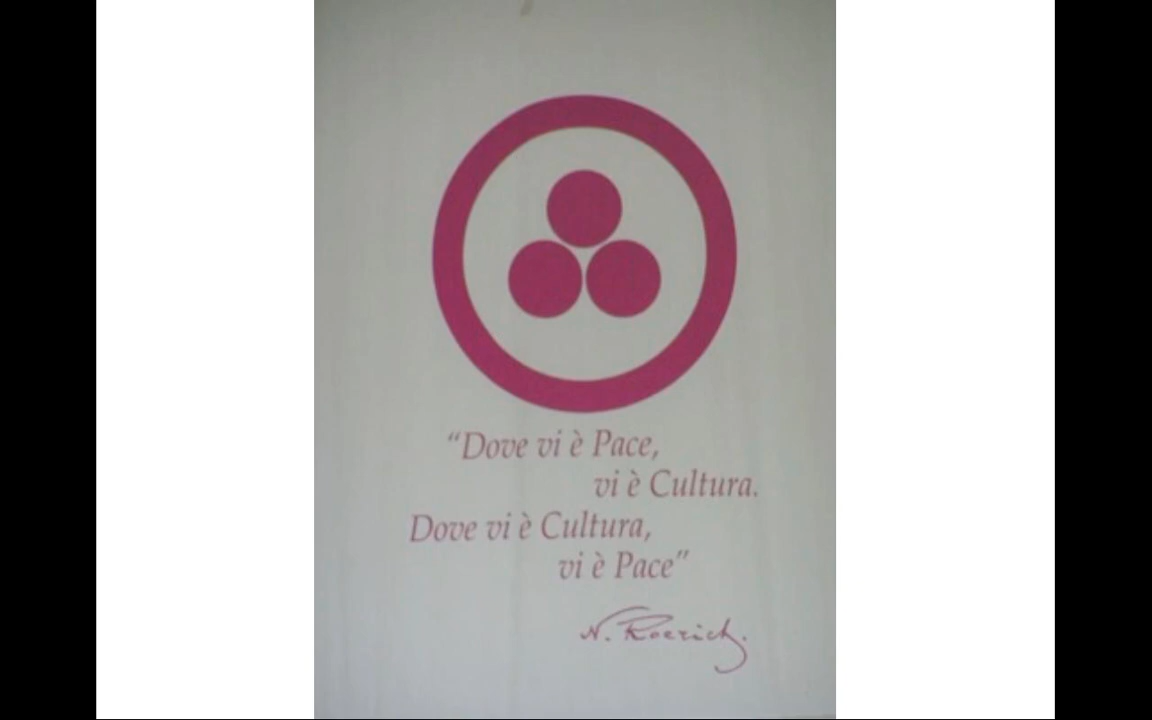 “Dove vi è Pace,
vi è Cultura.
Dove vi è Cultura,
vi è Pace”
N. Roerich.